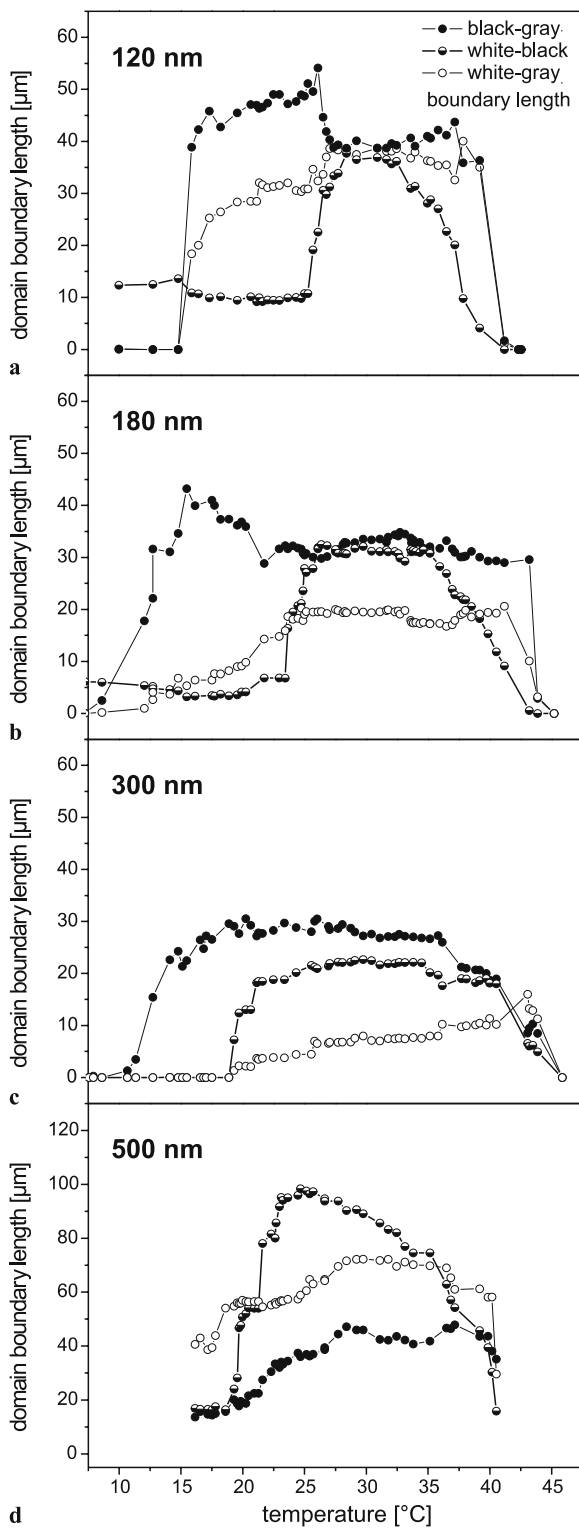 120 nm
black-gray
white-black
white-gray
boundary length
domain boundary length [µm]
60
50
40
30
20
10
0
a
180 nm
domain boundary length [µm]
60
50
40
30
20
10
0
b
300 nm
domain boundary length [µm]
60
50
40
30
20
10
0
c
500 nm
domain boundary length [µm]
120
100
80
60
40
20
0
10 15 20 25 30 35 40 45
d
temperature [°C]